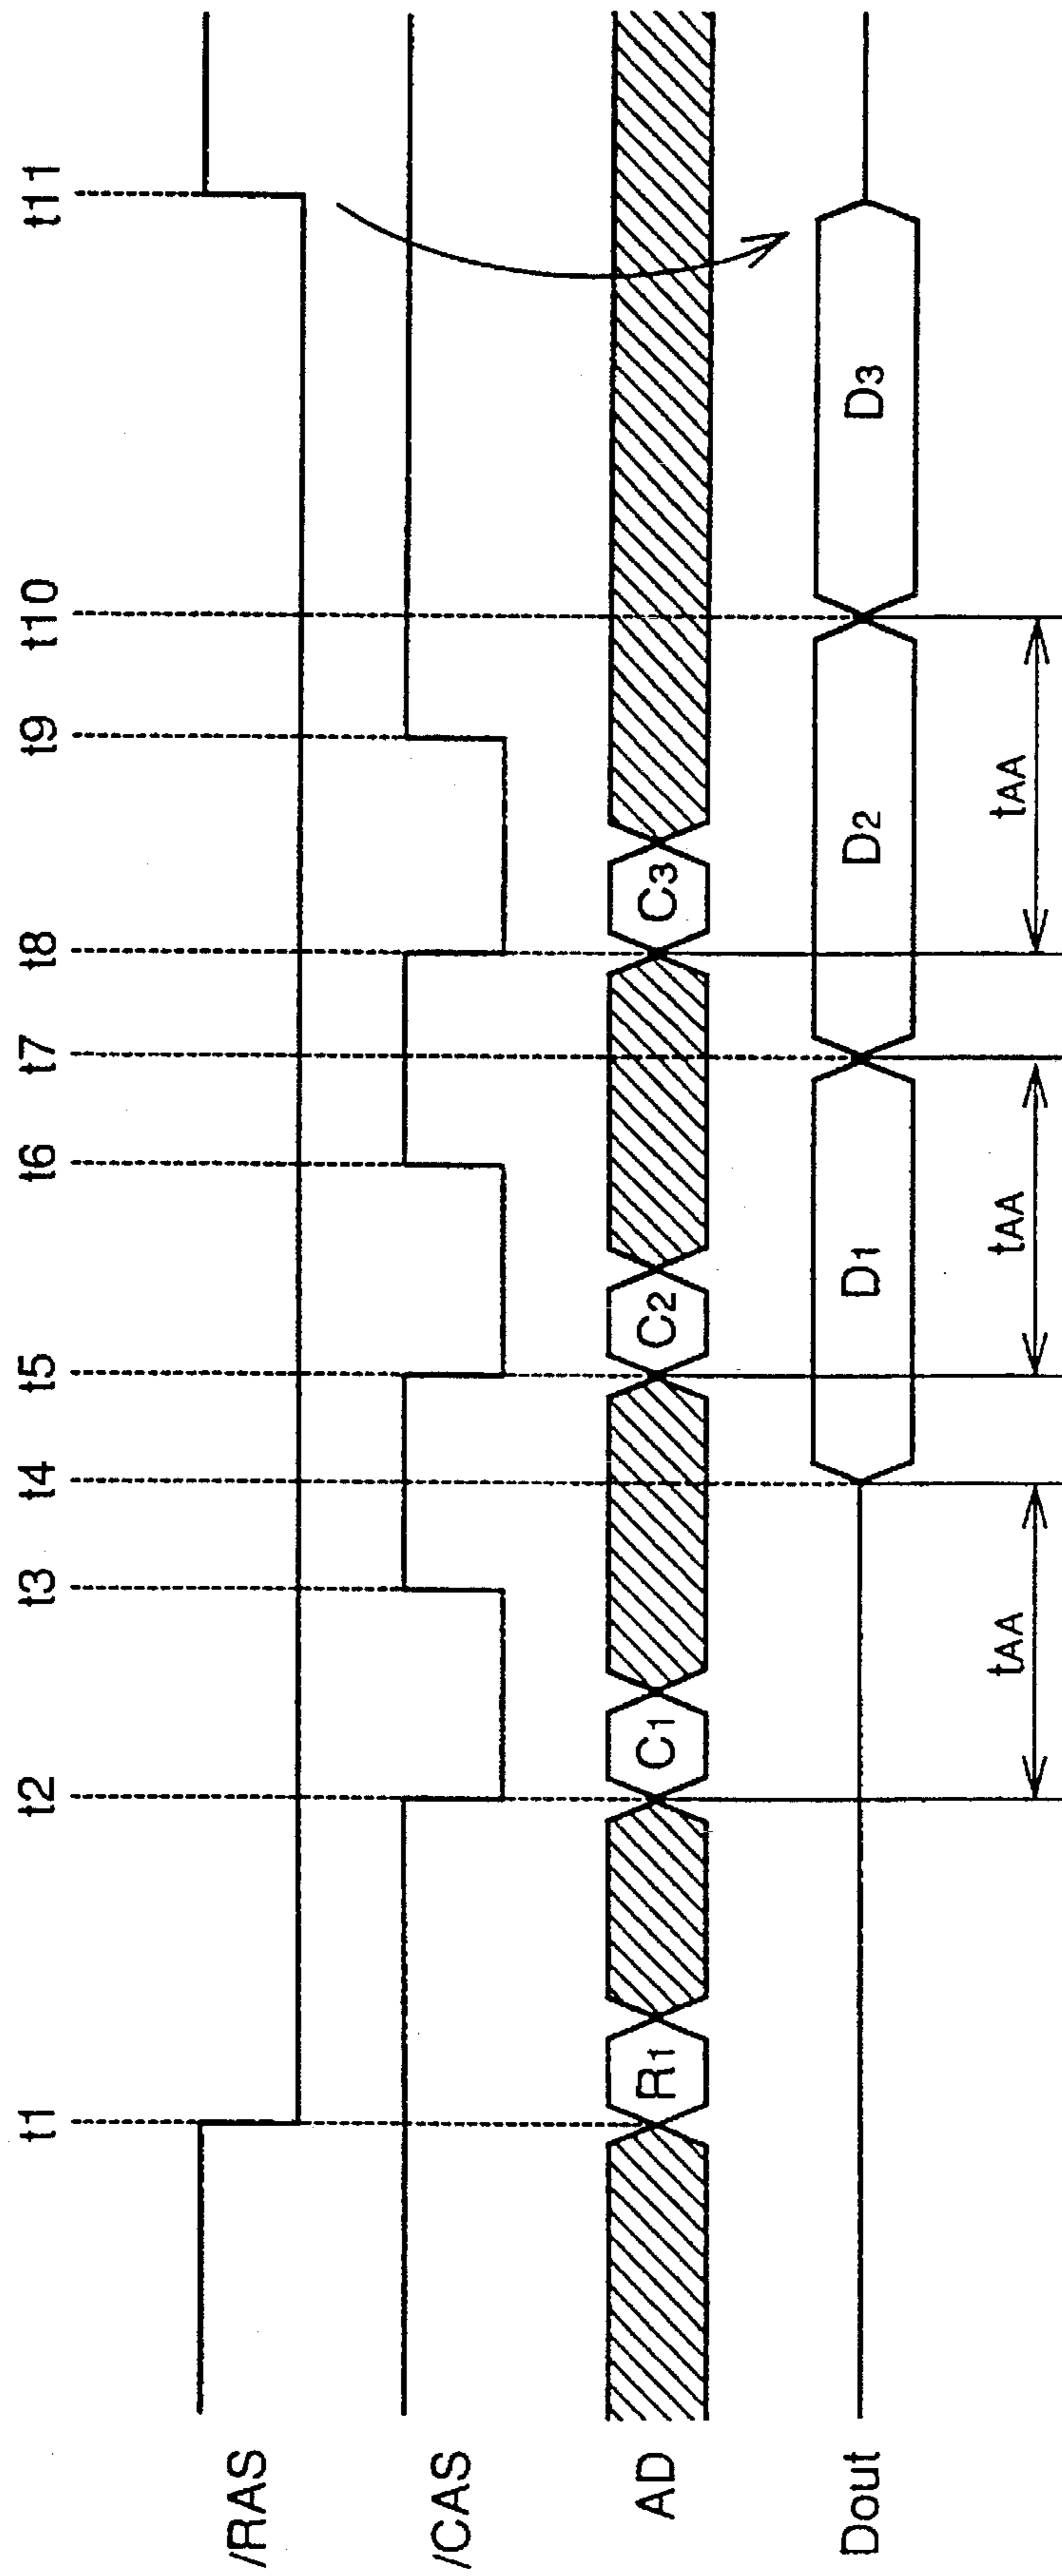 t1 t2 t3 t4 t5 t6 t7 t8 t9 t10 t11
/RAS
/CAS
AD R1 C1 C2 C3
Dout D1 D2 D3
tAA tAA tAA